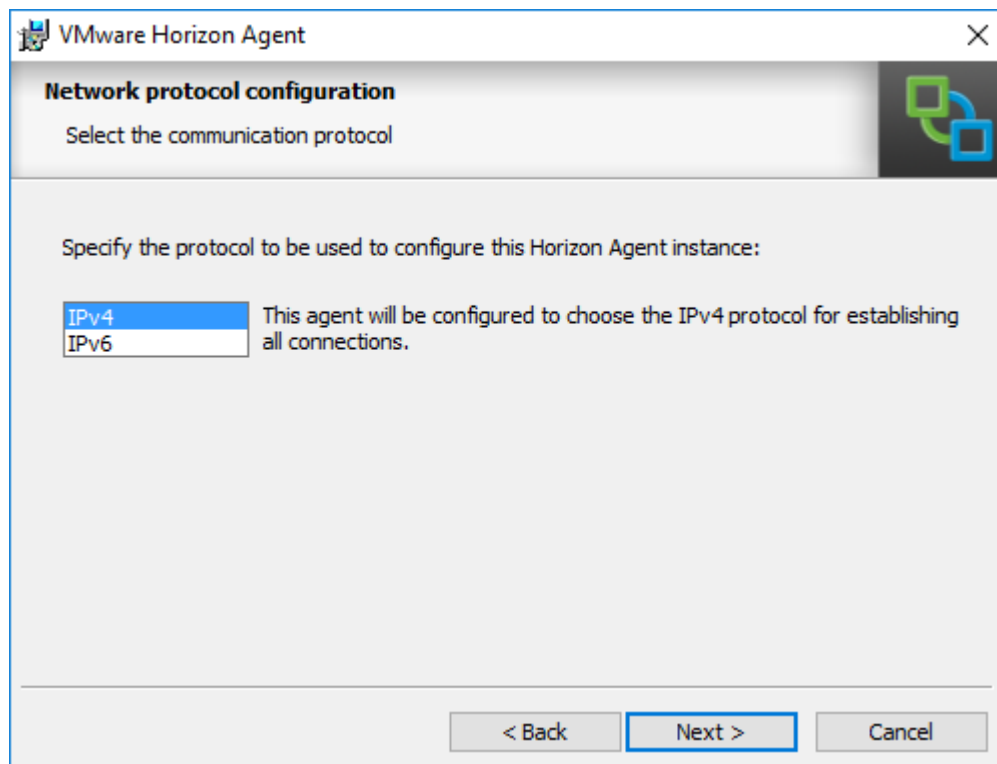 VMware Horizon Agent
Network protocol configuration
Select the communication protocol
Specify the protocol to be used to configure this Horizon Agent instance:
IPv4
IPv6
This agent will be configured to choose the IPv4 protocol for establishing
all connections.
< Back
Next >
Cancel